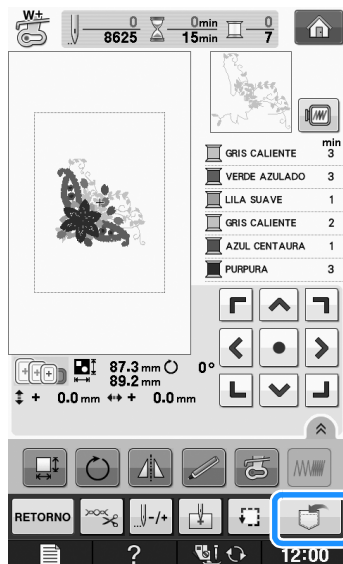 W+
0 0min 0
8625 15min 7
min
GRIS CALIENTE 3
VERDE AZULADO 3
LILA SUAVE 1
GRIS CALIENTE 2
AZUL CENTAURA 1
PURPURA 3
87.3 mm 0°
89.2 mm
+ 0.0 mm + 0.0 mm
RETORNO -/+
? 12:00